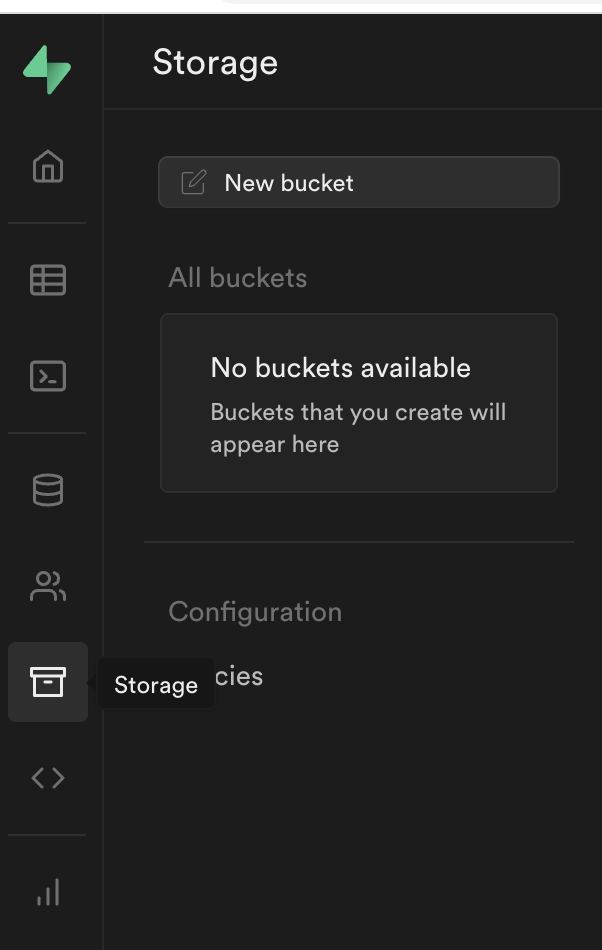 Storage
New bucket
All buckets
No buckets available
Buckets that you create will
appear here
Configuration
Storage
cies